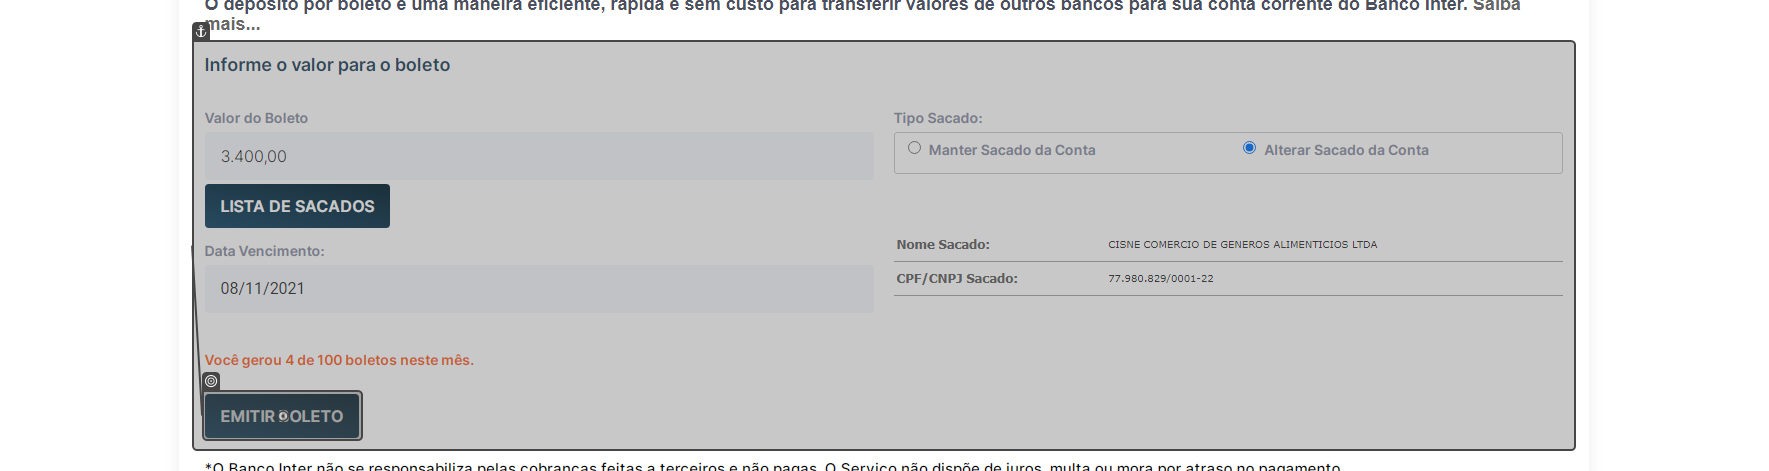 O depósito por boleto é uma maneira eficiente, rápida e sem custo para transferir valores de outros bancos para sua conta corrente do Banco Inter. Saiba
mais...
Informe o valor para o boleto
Valor do Boleto
3.400,00
Tipo Sacado:
Manter Sacado da Conta
Alterar Sacado da Conta
LISTA DE SACADOS
Data Vencimento:
08/11/2021
Nome Sacado:
CISNE COMERCIO DE GENEROS ALIMENTICIOS LTDA
CPF/CNPJ Sacado:
77.980.829/0001-22
Você gerou 4 de 100 boletos neste mês.
EMITIR BOLETO
*O Banco Inter não se responsabiliza pelas cobranças feitas a terceiros e não pagas. O Serviço não dispõe de juros, multa ou mora por atraso no pagamento